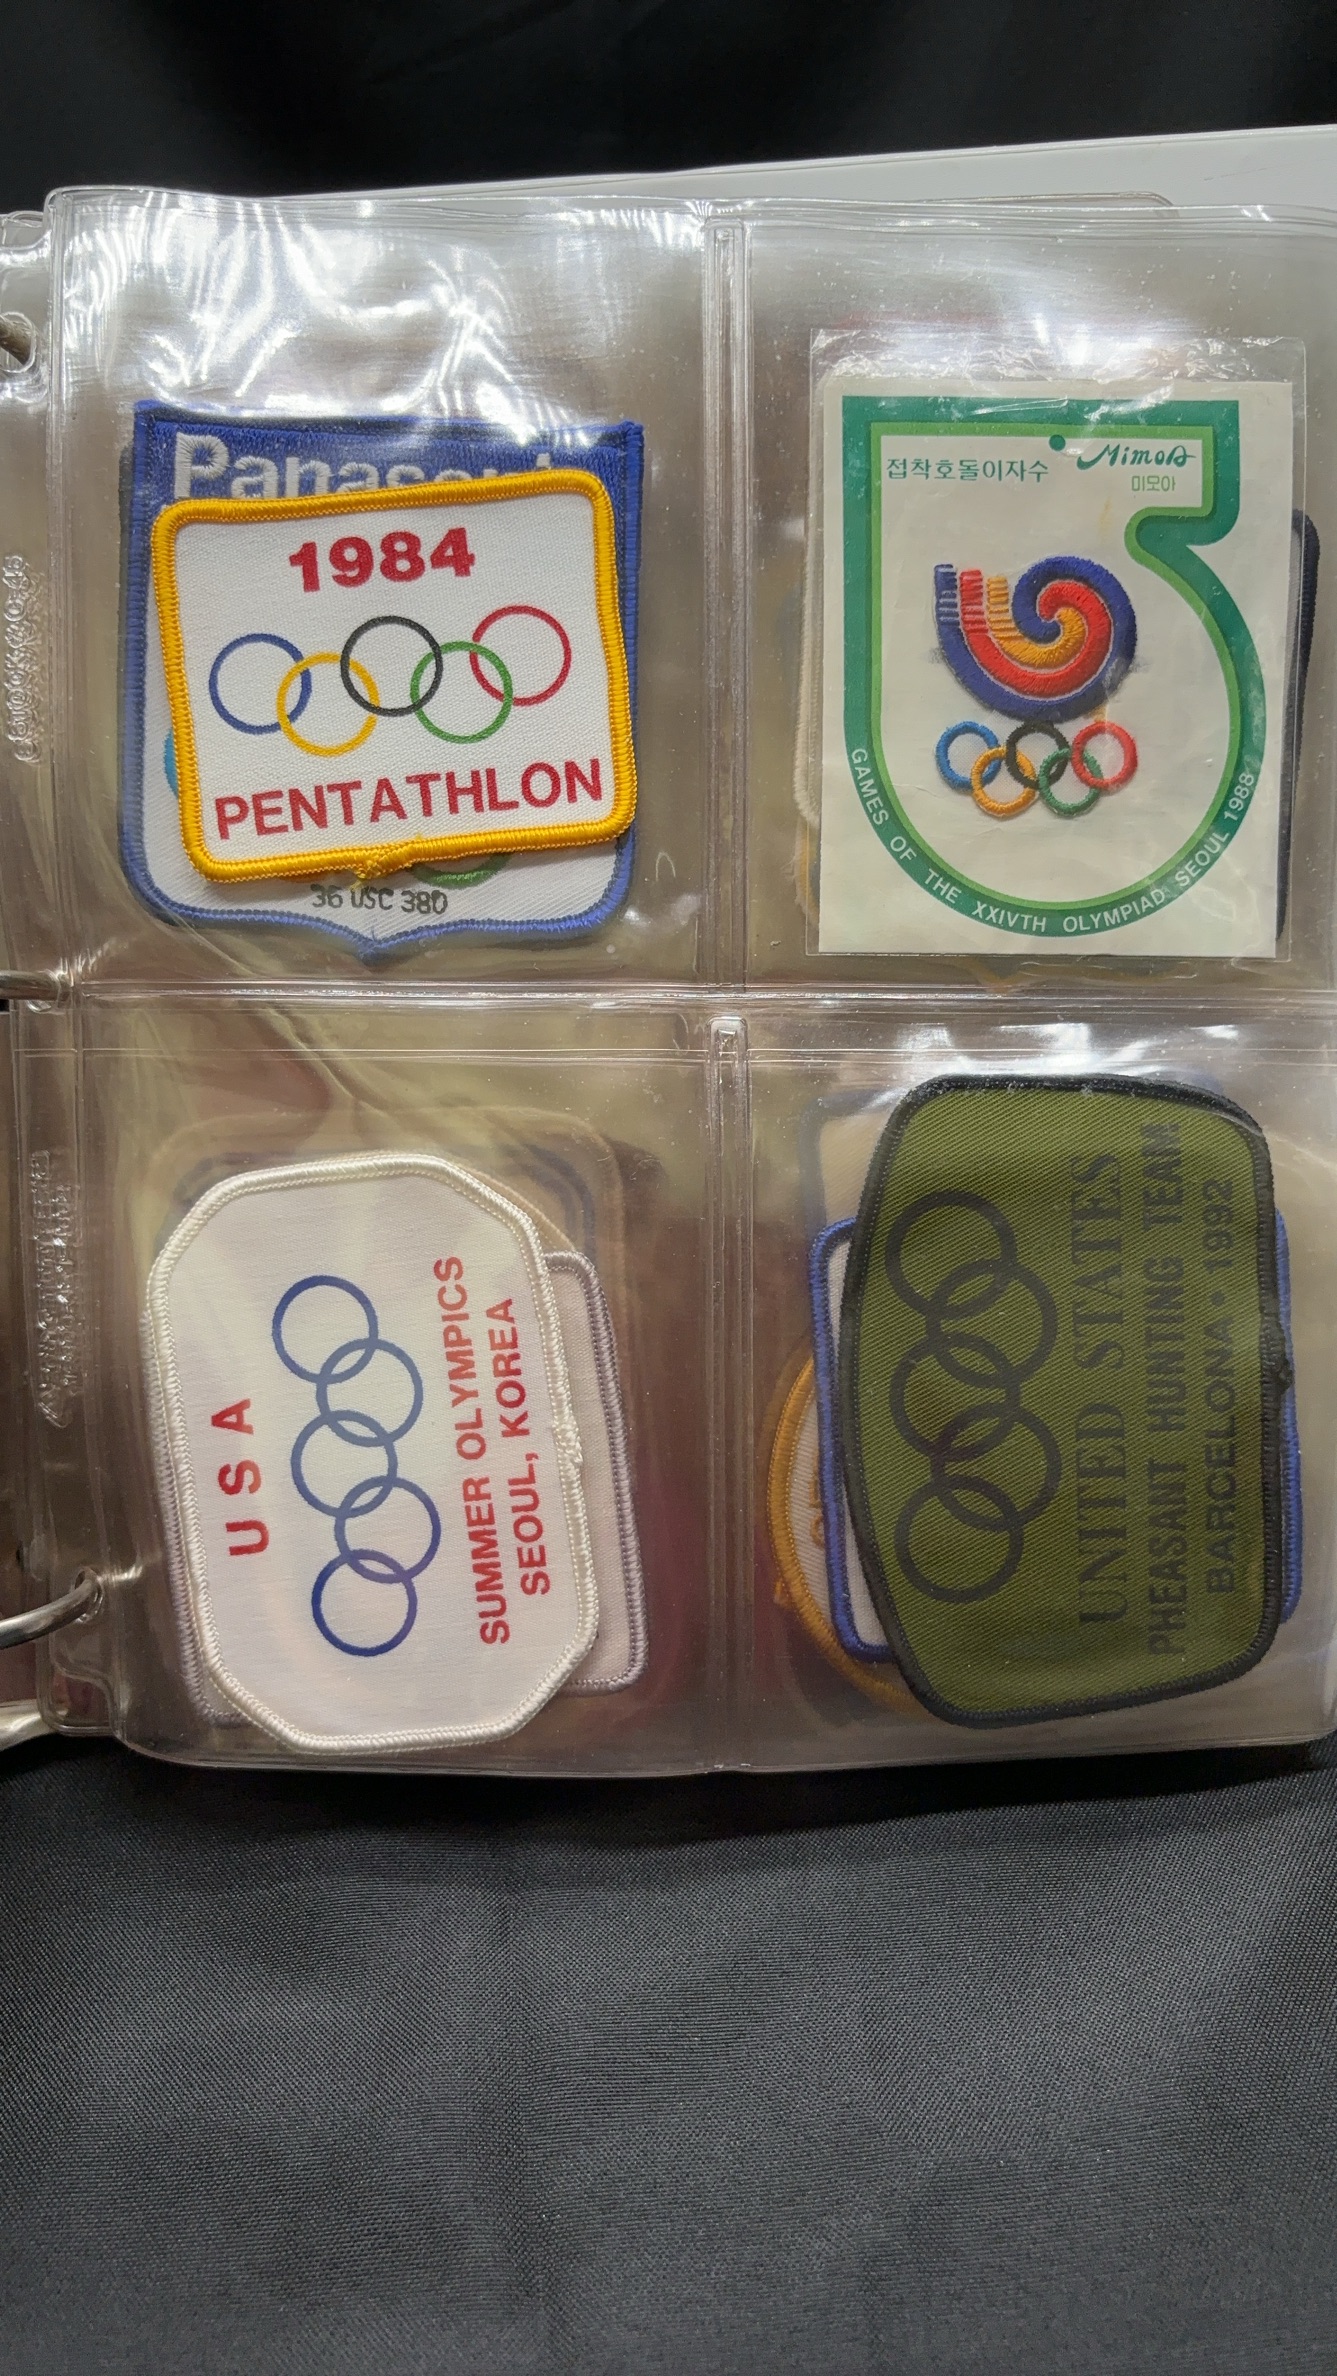 1984
PENTATHLON
36 USC 380
접착호돌이자수
Mimoa
미모아
GAMES OF THE XXIVTH OLYMPIAD SEOUL 1988
USA
SUMMER OLYMPICS
SEOUL, KOREA
UNITED STATES
PHEASANT HUNTING TEAM
BARCELONA • 1992